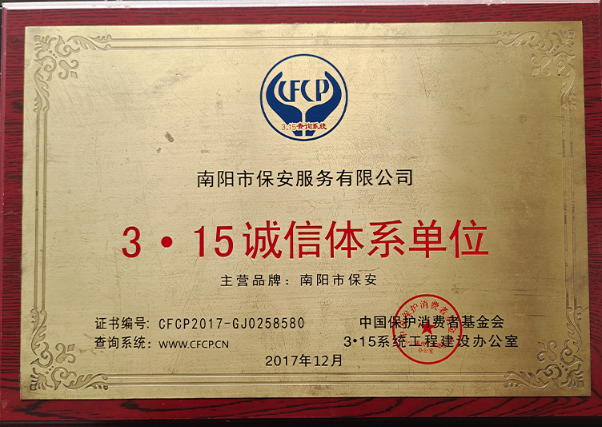 CFCP
3.15查询系统
南阳市保安服务有限公司
3·15诚信体系单位
主营品牌：南阳市保安
证书编号: CFCP2017-GJ0258580
中国保护消费者基金会
查询系统: WWW.CFCP.CN
3·15系统工程建设办公室
2017年12月